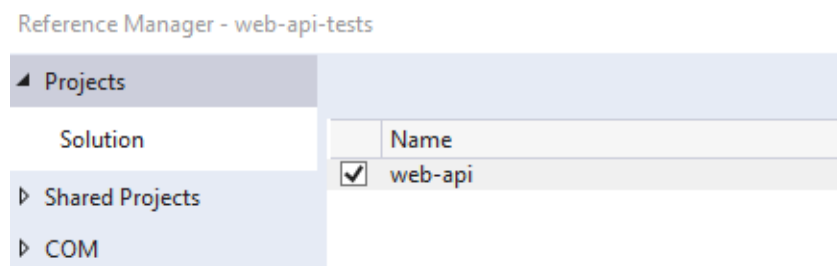 Reference Manager - web-api-tests
Projects
Solution
Name
web-api
Shared Projects
COM